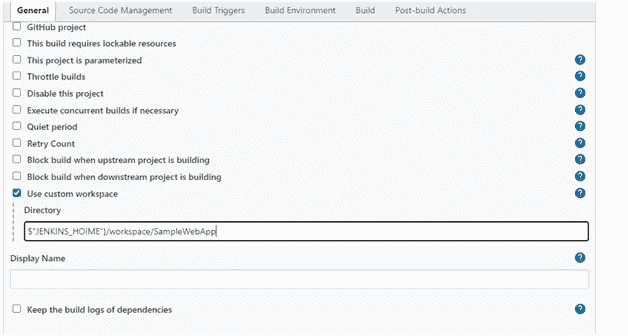 General Source Code Management Build Triggers Build Environment Build Post-build Actions
GitHub project
This build requires lockable resources
This project is parameterized
Throttle builds
Disable this project
Execute concurrent builds if necessary
Quiet period
Retry Count
Block build when upstream project is building
Block build when downstream project is building
Use custom workspace
Directory
$"JENKINS_HOIME"}/workspace/SampleWebApp
Display Name
Keep the build logs of dependencies